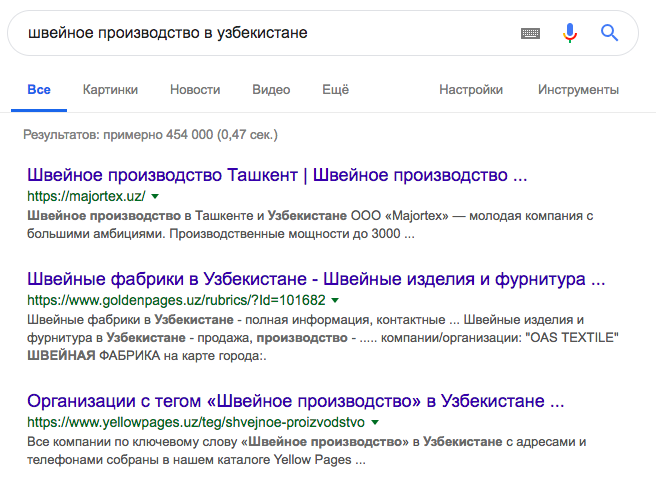 швейное производство в узбекистане
Все Картинки Новости Видео Ещё Настройки Инструменты
Результатов: примерно 454 000 (0,47 сек.)
Швейное производство Ташкент | Швейное производство ...
https://majortex.uz/
Швейное производство в Ташкенте и Узбекистане ООО «Majortex» — молодая компания с
большими амбициями. Производственные мощности до 3000 ...
Швейные фабрики в Узбекистане - Швейные изделия и фурнитура ...
https://www.goldenpages.uz/rubrics/?Id=101682
Швейные фабрики в Узбекистане - полная информация, контактные ... Швейные изделия и
фурнитура в Узбекистане - продажа, производство - ..... компании/организации: "OAS TEXTILE"
ШВЕЙНАЯ ФАБРИКА на карте города:.
Организации с тегом «Швейное производство» в Узбекистане ...
https://www.yellowpages.uz/teg/shvejnoe-proizvodstvo
Все компании по ключевому слову «Швейное производство» в Узбекистане с адресами и
телефонами собраны в нашем каталоге Yellow Pages ...